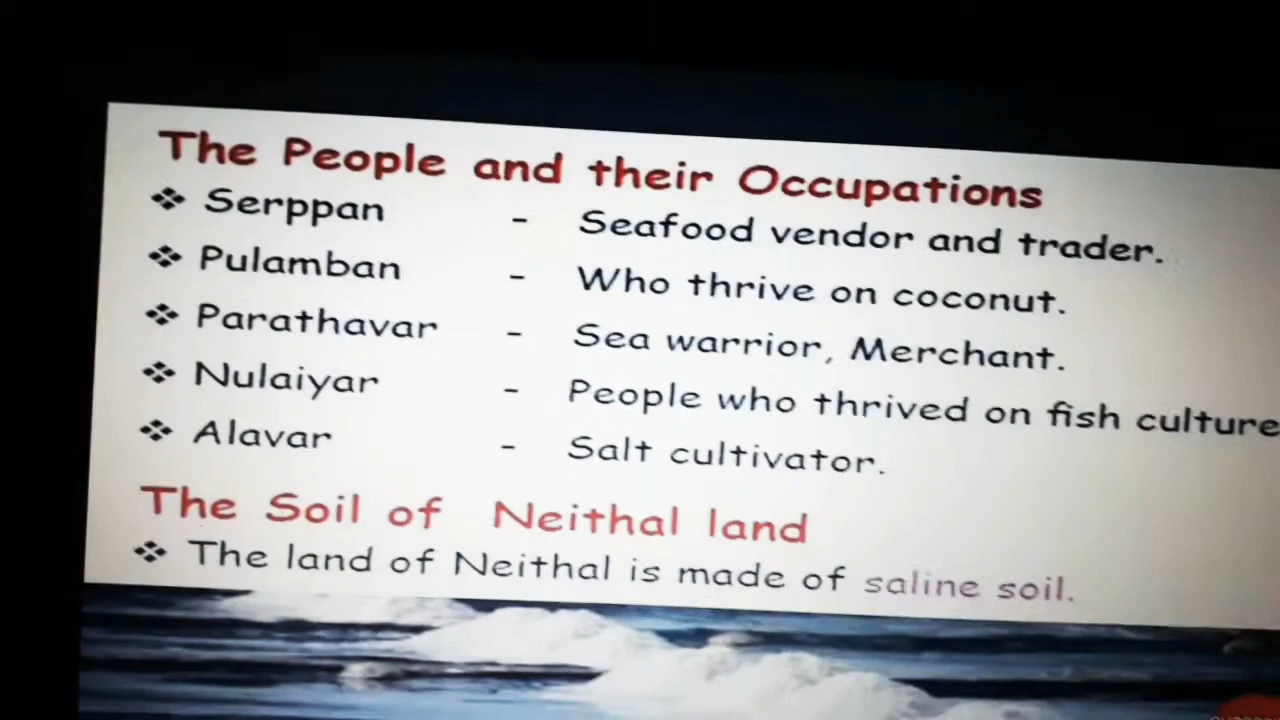 The People and their Occupations
❖ Serppan - Seafood vendor and trader.
❖ Pulamban - Who thrive on coconut.
❖ Parathavar - Sea warrior, Merchant.
❖ Nulaiyar - People who thrived on fish culture
❖ Alavar - Salt cultivator.
The Soil of Neithal land
❖ The land of Neithal is made of saline soil.